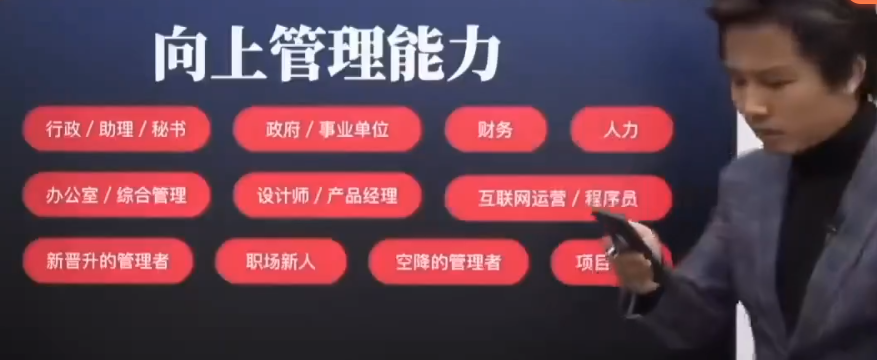 向上管理能力
行政 / 助理 / 秘书 政府 / 事业单位 财务 人力
办公室 / 综合管理 设计师 / 产品经理 互联网运营 / 程序员
新晋升的管理者 职场新人 空降的管理者 项目